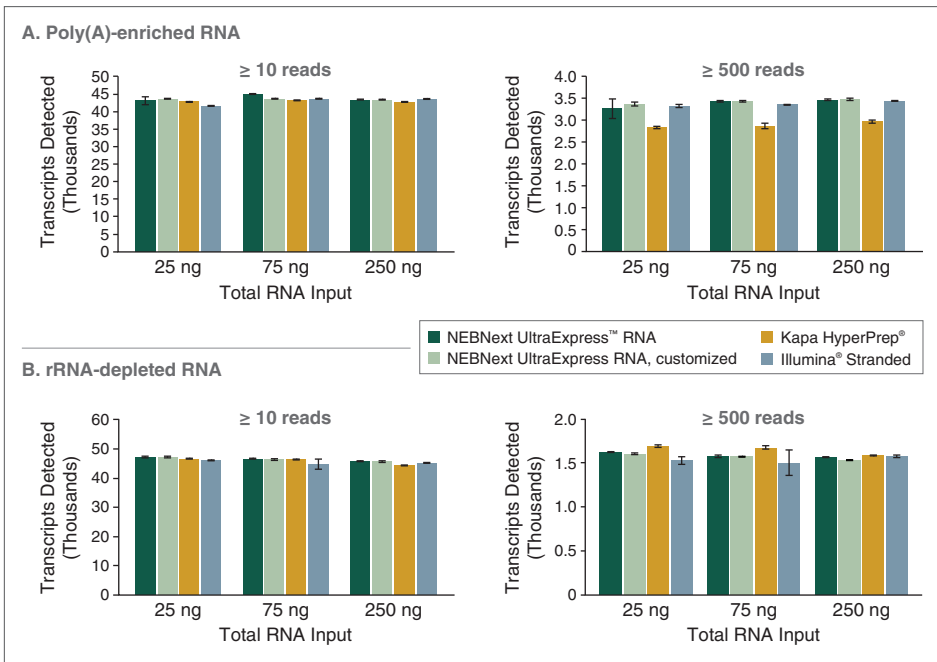 A. Poly(A)-enriched RNA
≥ 10 reads
Transcripts Detected
(Thousands)
50
45
40
35
30
25
20
15
10
5
0
25 ng
75 ng
250 ng
Total RNA Input
≥ 500 reads
Transcripts Detected
(Thousands)
4.0
3.5
3.0
2.5
2.0
1.5
1.0
0.5
0
25 ng
75 ng
250 ng
Total RNA Input
NEBNext UltraExpress™ RNA
NEBNext UltraExpress RNA, customized
Kapa HyperPrep®
Illumina® Stranded
B. rRNA-depleted RNA
≥ 10 reads
Transcripts Detected
(Thousands)
60
50
40
30
20
10
0
25 ng
75 ng
250 ng
Total RNA Input
≥ 500 reads
Transcripts Detected
(Thousands)
2.0
1.5
1.0
0.5
0
25 ng
75 ng
250 ng
Total RNA Input